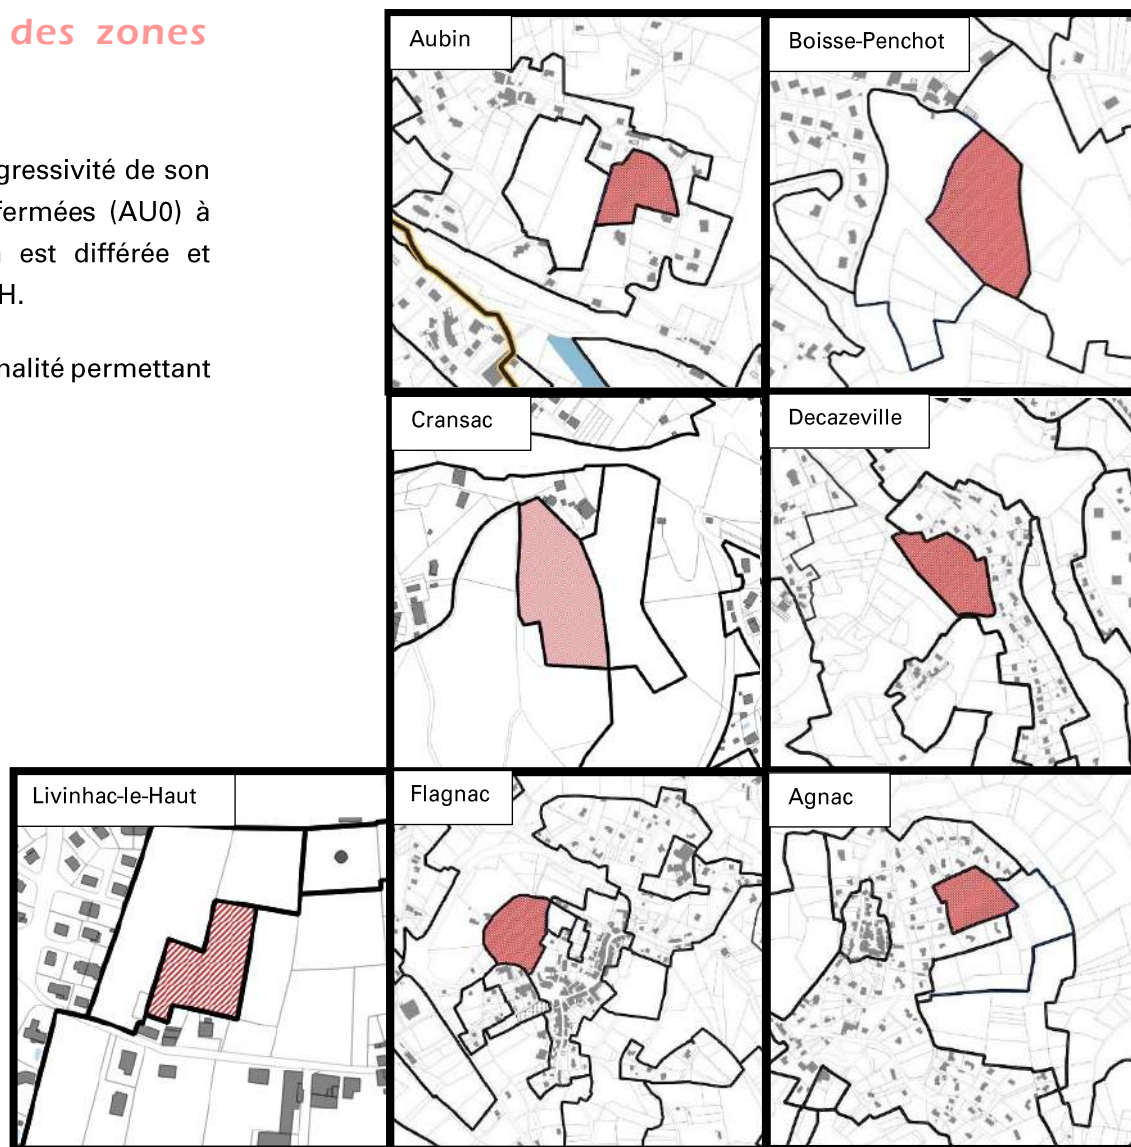 des zones
gressivité de son
fermées (AU0) à
est différée et
H.
nalité permettant
Aubin
Boisse-Penchot
Cransac
Decazeville
Livinhac-le-Haut
Flagnac
Agnac